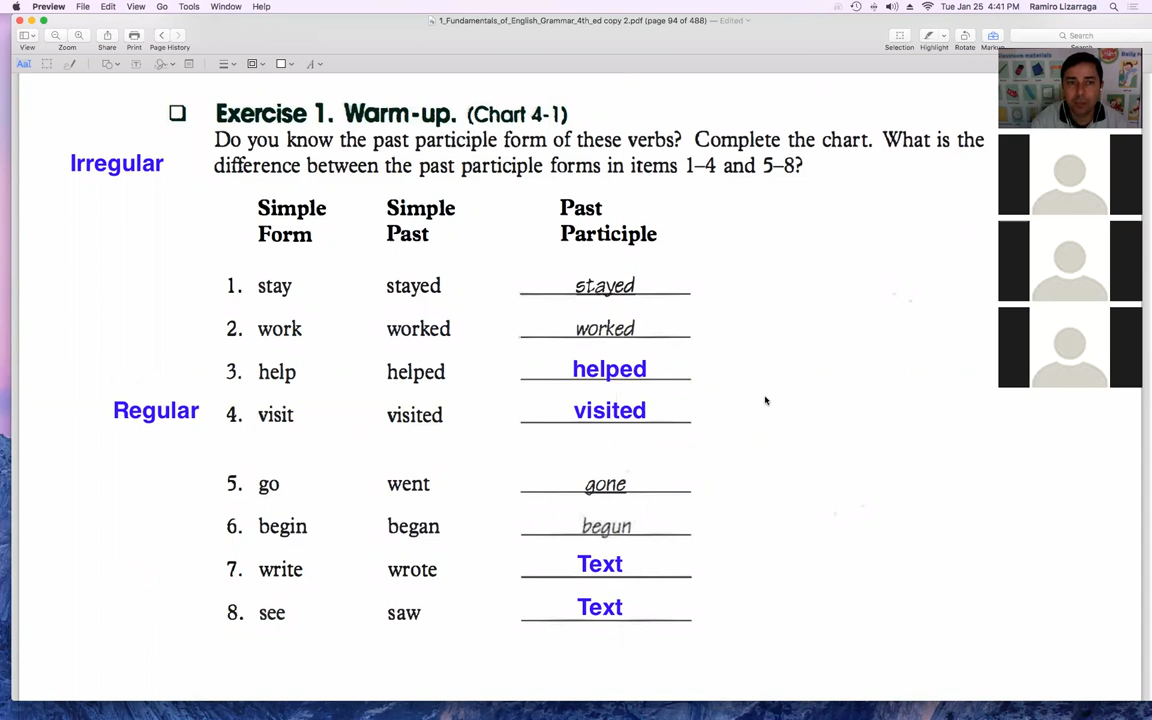 Preview File Edit View Go Tools Window Help Tue Jan 25 4:41 PM Ramiro Lizarraga
1_Fundamentals_of_English_Grammar_4th_ed copy 2.pdf (page 94 of 488) — Edited
View Zoom Share Print Page History Selection Highlight Rotate Markup Search
Search
Exercise 1. Warm-up. (Chart 4-1)
Do you know the past participle form of these verbs? Complete the chart. What is the
Irregular difference between the past participle forms in items 1–4 and 5–8?
Simple Simple Past
Form Past Participle
1. stay stayed stayed
2. work worked worked
3. help helped helped
Regular 4. visit visited visited
5. go went gone
6. begin began begun
7. write wrote Text
8. see saw Text